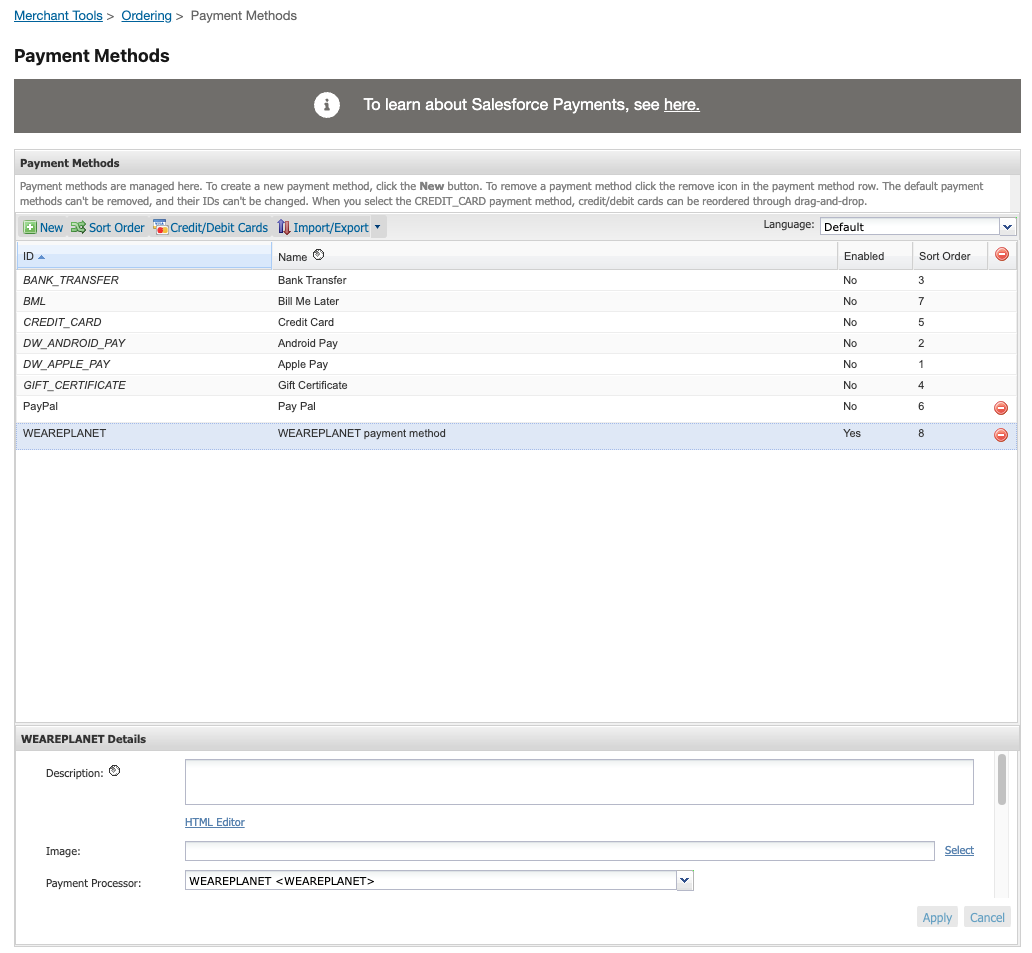 Merchant Tools > Ordering > Payment Methods
Payment Methods
To learn about Salesforce Payments, see here.
Payment Methods
Payment methods are managed here. To create a new payment method, click the New button. To remove a payment method click the remove icon in the payment method row. The default payment
methods can't be removed, and their IDs can't be changed. When you select the CREDIT_CARD payment method, credit/debit cards can be reordered through drag-and-drop.
New Sort Order Credit/Debit Cards Import/Export Language: Default
ID Name Enabled Sort Order
BANK_TRANSFER Bank Transfer No 3
BML Bill Me Later No 7
CREDIT_CARD Credit Card No 5
DW_ANDROID_PAY Android Pay No 2
DW_APPLE_PAY Apple Pay No 1
GIFT_CERTIFICATE Gift Certificate No 4
PayPal Pay Pal No 6
WEAREPLANET WEAREPLANET payment method Yes 8
WEAREPLANET Details
Description:
HTML Editor
Image: Select
Payment Processor: WEAREPLANET <WEAREPLANET>
Apply Cancel